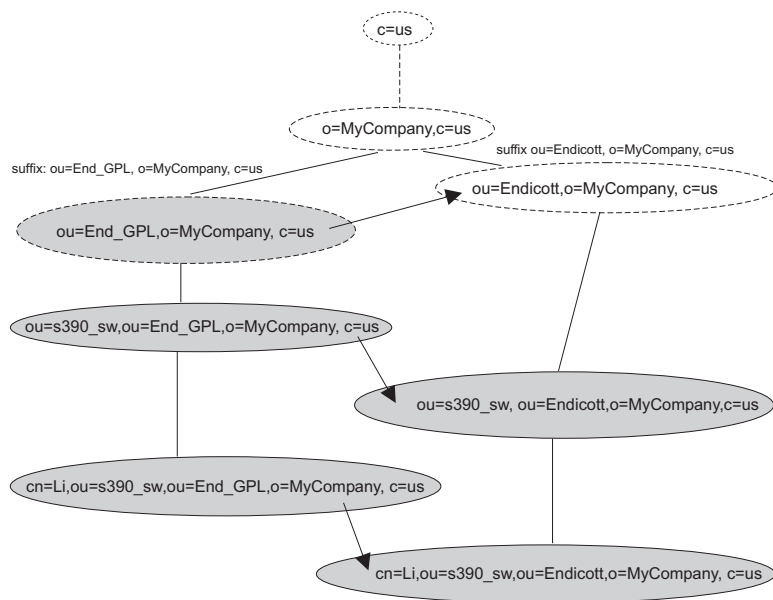 c=us
o=MyCompany,c=us
suffix: ou=End_GPL, o=MyCompany, c=us
suffix ou=Endicott, o=MyCompany, c=us
ou=Endicott,o=MyCompany, c=us
ou=End_GPL,o=MyCompany, c=us
ou=s390_sw,ou=End_GPL,o=MyCompany, c=us
ou=s390_sw, ou=Endicott,o=MyCompany,c=us
cn=Li,ou=s390_sw,ou=End_GPL,o=MyCompany, c=us
cn=Li,ou=s390_sw,ou=Endicott,o=MyCompany, c=us